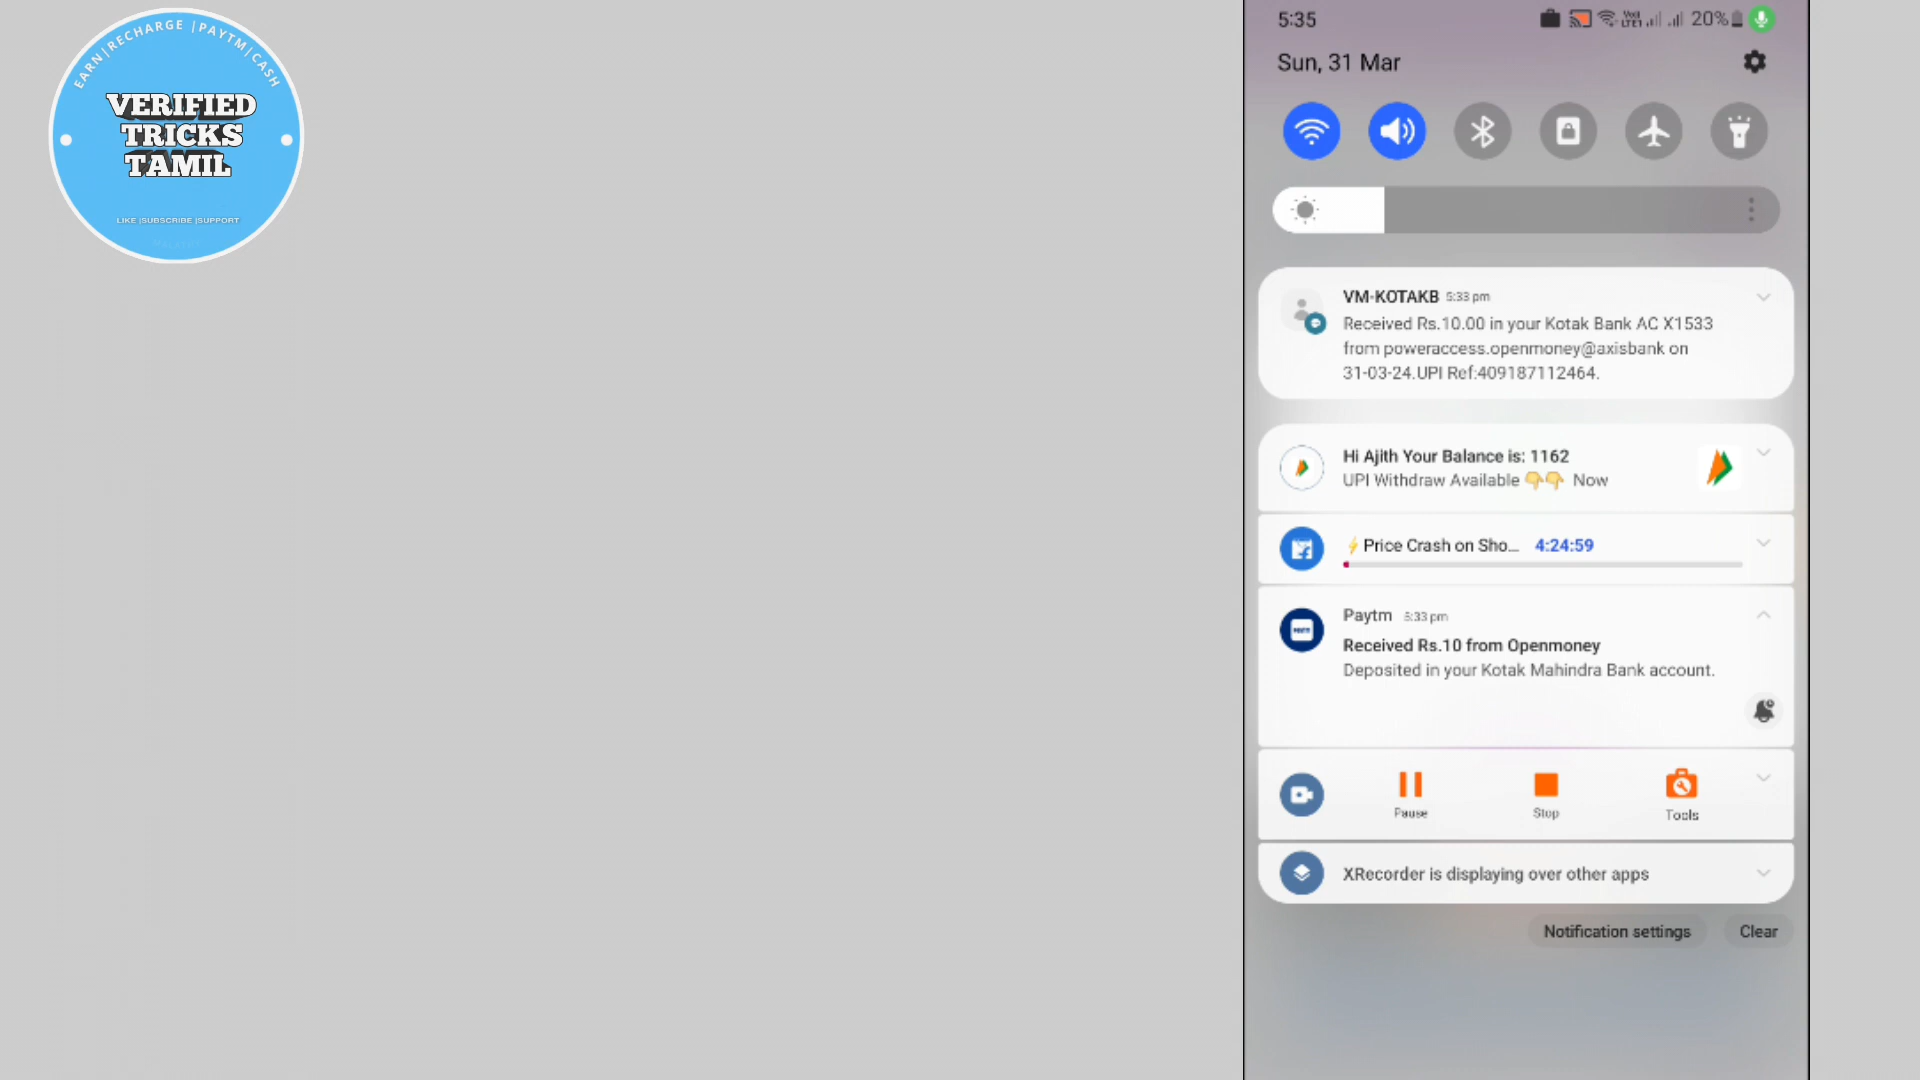 EARN|RECHARGE |PAYTM|CASH
VERIFIED
TRICKS
TAMIL
LIKE |SUBSCRIBE |SUPPORT
5:35
20%
Sun, 31 Mar
VM-KOTAKB 5:33 pm
Received Rs.10.00 in your Kotak Bank AC X1533
from poweraccess.openmoney@axisbank on
31-03-24.UPI Ref:409187112464.
Hi Ajith Your Balance is: 1162
UPI Withdraw Available 👇👇 Now
⚡Price Crash on Sho... 4:24:59
Paytm 5:33 pm
Received Rs.10 from Openmoney
Deposited in your Kotak Mahindra Bank account.
Pause Stop Tools
XRecorder is displaying over other apps
Notification settings Clear